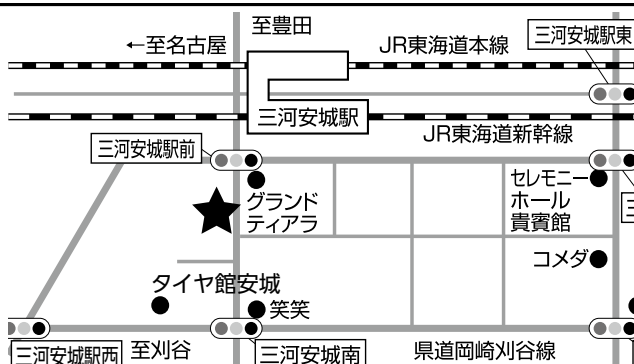 至豊田
←至名古屋
JR東海道本線
三河安城駅東
三河安城駅
JR東海道新幹線
三河安城駅前
グランド
ティアラ
セレモニー
ホール
貴賓館
コメダ
タイヤ館安城
笑笑
三河安城駅西
至刈谷
三河安城南
県道岡崎刈谷線